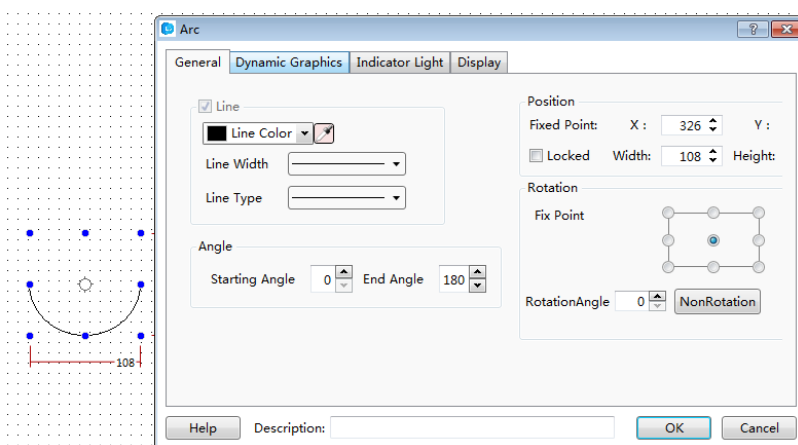 Arc
General Dynamic Graphics Indicator Light Display
Line
Line Color
Line Width
Line Type
Angle
Starting Angle 0 End Angle 180
Position
Fixed Point: X : 326 Y :
Locked Width: 108 Height:
Rotation
Fix Point
RotationAngle 0 NonRotation
108
Help Description: OK Cancel